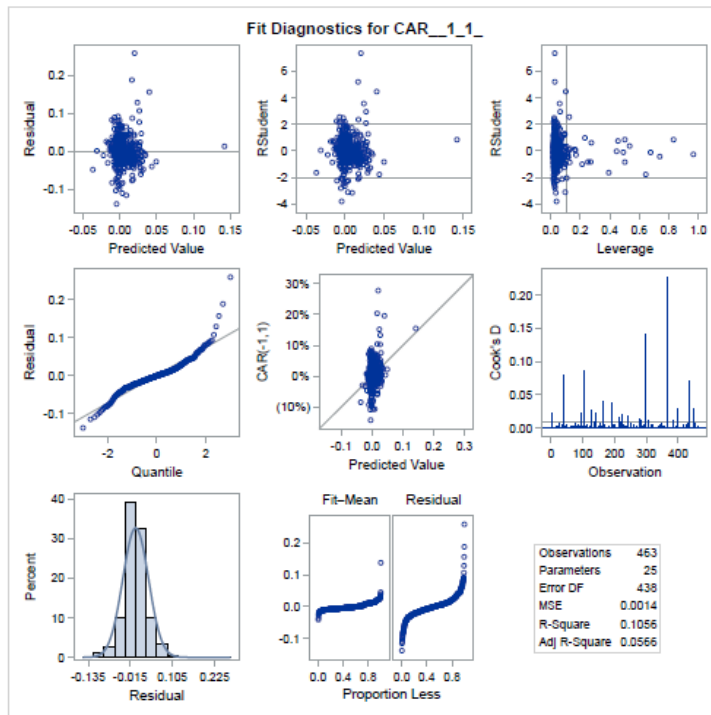 Fit Diagnostics for CAR__1_1_
Residual
0.2
0.1
0.0
-0.1
-0.05 0.00 0.05 0.10 0.15
Predicted Value
RStudent
6
4
2
0
-2
-4
-0.05 0.00 0.05 0.10 0.15
Predicted Value
RStudent
6
4
2
0
-2
-4
0.0 0.2 0.4 0.6 0.8 1.0
Leverage
Residual
0.2
0.1
0.0
-0.1
-2 0 2
Quantile
CAR(-1,1)
30%
20%
10%
0%
(10%)
-0.1 0.0 0.1 0.2 0.3
Predicted Value
Cook's D
0.20
0.15
0.10
0.05
0.00
0 100 200 300 400
Observation
Percent
40
30
20
10
0
-0.135 -0.015 0.105 0.225
Residual
Fit–Mean Residual
0.2
0.1
0.0
-0.1
0.0 0.4 0.8 0.0 0.4 0.8
Proportion Less
Observations 463
Parameters 25
Error DF 438
MSE 0.0014
R-Square 0.1056
Adj R-Square 0.0566